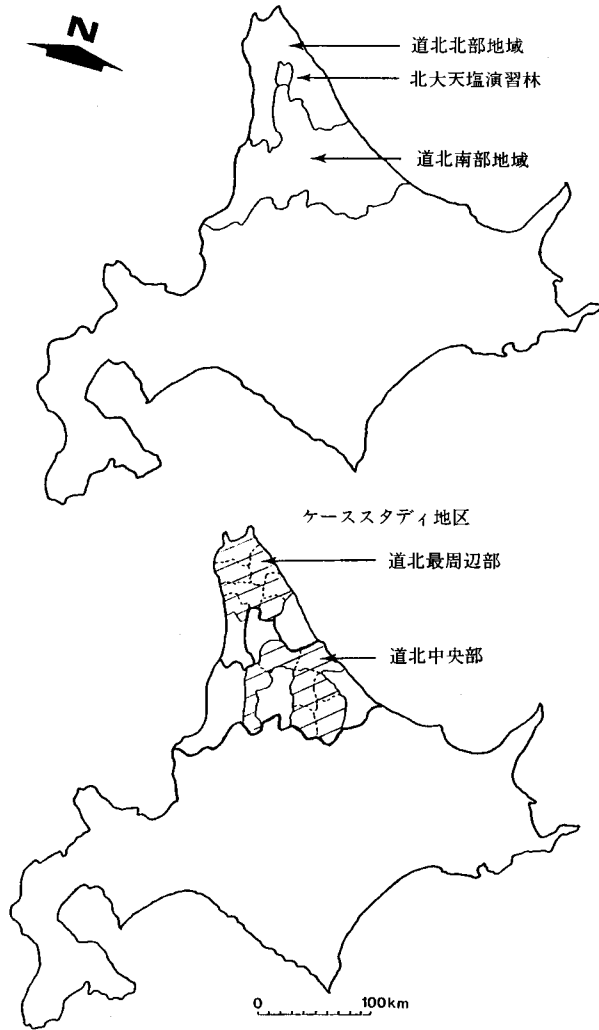 N
道北北部地域
北大天塩演習林
道北南部地域
ケーススタディ地区
道北最周辺部
道北中央部
0 100km